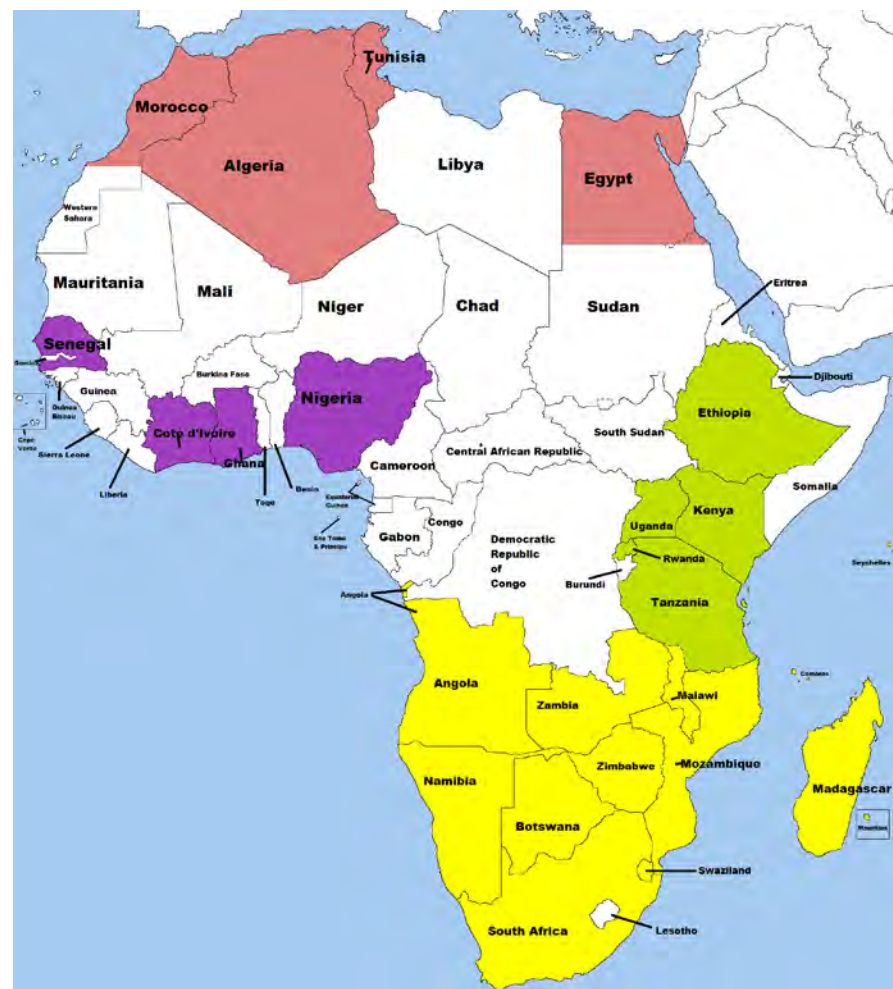 Tunisia
Morocco
Algeria
Libya
Egypt
Western
Sahara
Mauritania
Mali
Niger
Chad
Sudan
Eritrea
Senegal
Burkina Faso
Guinea
Guinea
Bissau
Nigeria
Djibouti
Ethiopia
Cote d'Ivoire
Ghana
South Sudan
Cape
Verde
Sierra Leone
Liberia
Togo
Benin
Cameroon
Central African Republic
Somalia
Equatorial
Guinea
Sao Tome
& Principe
Gabon
Congo
Democratic
Republic
of
Congo
Uganda
Kenya
Rwanda
Burundi
Seychelles
Tanzania
Angola
Angola
Zambia
Malawi
Comoros
Zimbabwe
Mozambique
Namibia
Botswana
Madagascar
Mauritius
Swaziland
South Africa
Lesotho